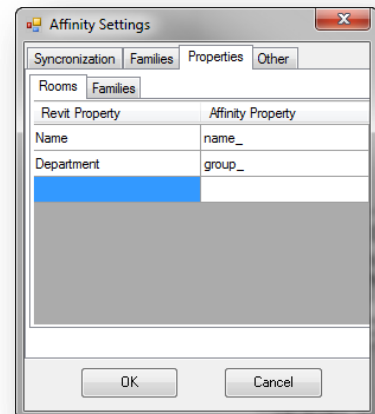 Affinity Settings
Syncronization Families Properties Other
Rooms Families
Revit Property Affinity Property
Name name_
Department group_
OK Cancel